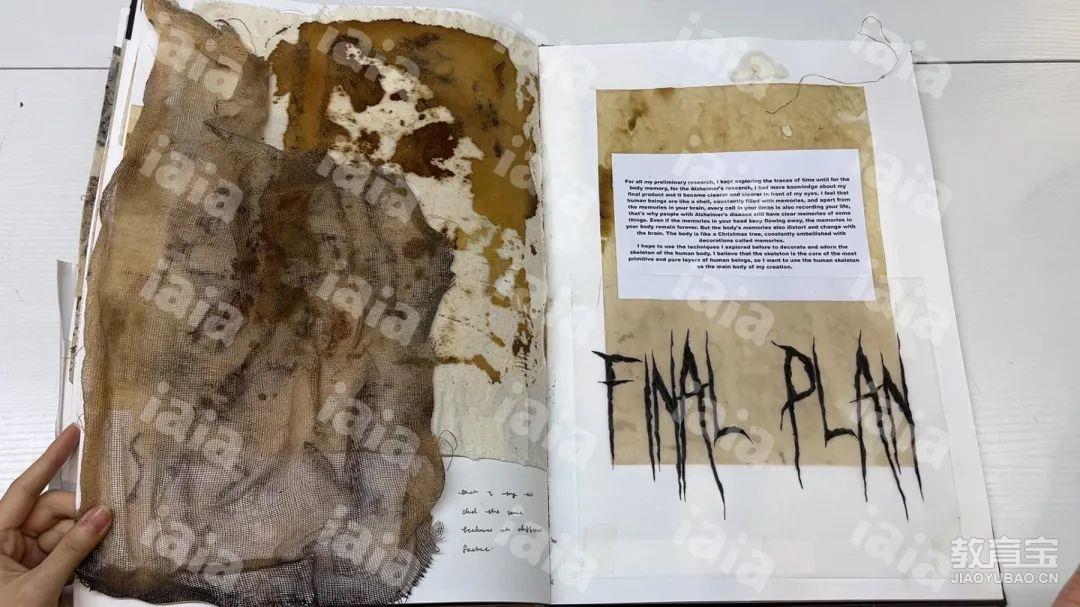 For all my preliminary research, I kept exploring the traces of time until for the
body memory, for the Alzheimer's research, I had more knowledge about my
final product and it became clearer and clearer in front of my eyes. I feel that
human beings are like a shell, constantly filled with memories, and apart from
the memories in your brain, every cell in your limbs is also recording your life,
that's why people with Alzheimer's disease still have clear memories of some
things. Even if the memories in your head keep flowing away, the memories in
your body remain forever. But the body's memories also distort and change with
the brain. The body is like a Christmas tree, constantly embellished with
decorations called memories.
I hope to use the techniques I explored before to decorate and adorn the
skeleton of the human body, I believe that the skeleton is the core of the most
primitive and pure layers of human beings, so I want to use the human skeleton
as the main body of my creation.
FINAL PLAN
did the same
iaia
教育宝
JIAOYUBAO.CN